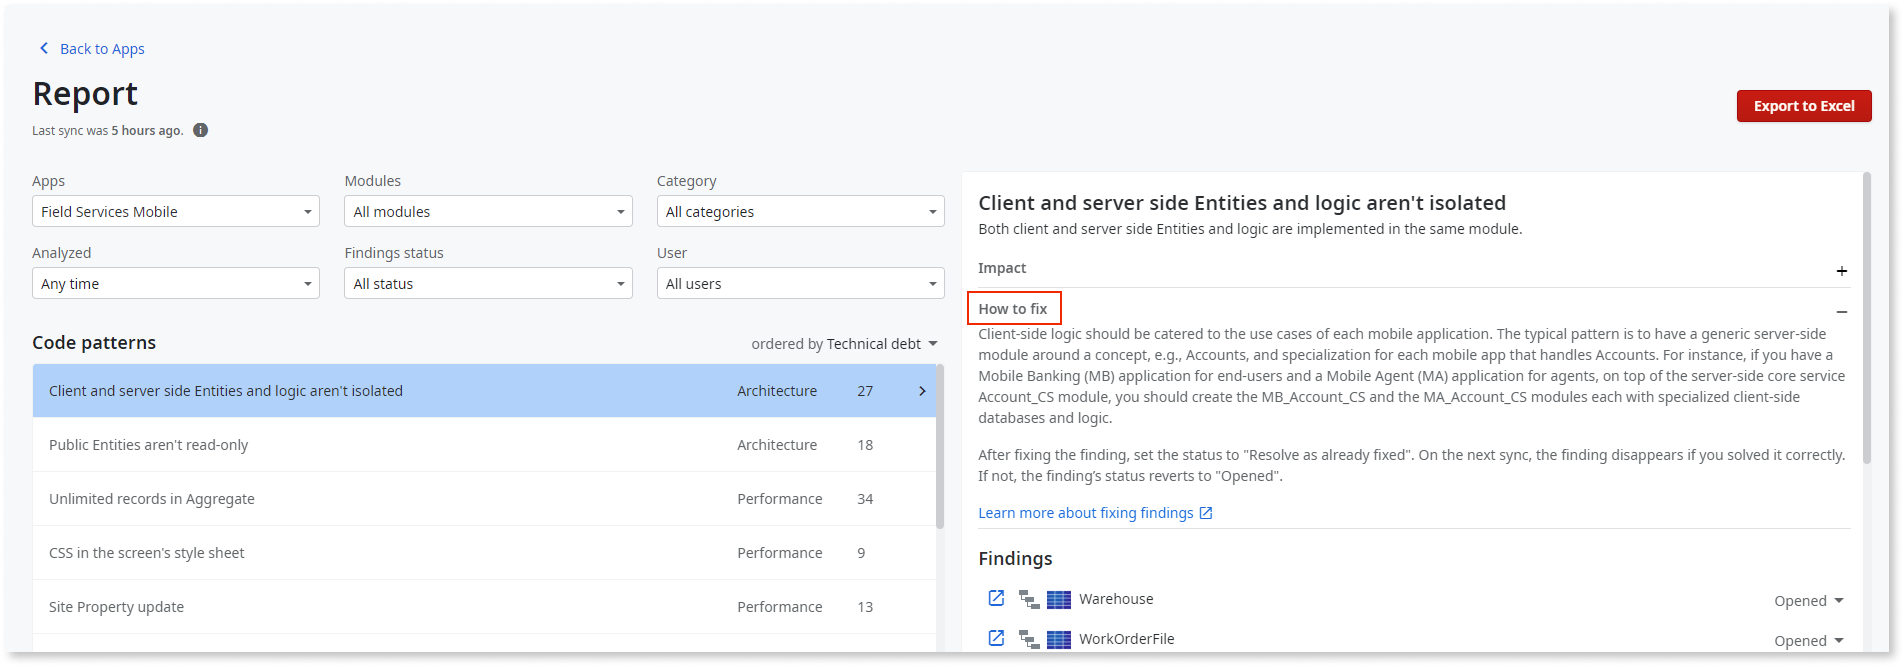 Back to Apps
Report
Last sync was 5 hours ago.
Export to Excel
Apps
Modules
Category
Field Services Mobile
All modules
All categories
Analyzed
Findings status
User
Any time
All status
All users
Code patterns
ordered by Technical debt
Client and server side Entities and logic aren't isolated Architecture 27
Public Entities aren't read-only Architecture 18
Unlimited records in Aggregate Performance 34
CSS in the screen's style sheet Performance 9
Site Property update Performance 13
Client and server side Entities and logic aren't isolated
Both client and server side Entities and logic are implemented in the same module.
Impact
How to fix
Client-side logic should be catered to the use cases of each mobile application. The typical pattern is to have a generic server-side
module around a concept, e.g., Accounts, and specialization for each mobile app that handles Accounts. For instance, if you have a
Mobile Banking (MB) application for end-users and a Mobile Agent (MA) application for agents, on top of the server-side core service
Account_CS module, you should create the MB_Account_CS and the MA_Account_CS modules each with specialized client-side
databases and logic.
After fixing the finding, set the status to "Resolve as already fixed". On the next sync, the finding disappears if you solved it correctly.
If not, the finding’s status reverts to "Opened".
Learn more about fixing findings
Findings
Warehouse Opened
WorkOrderFile Opened